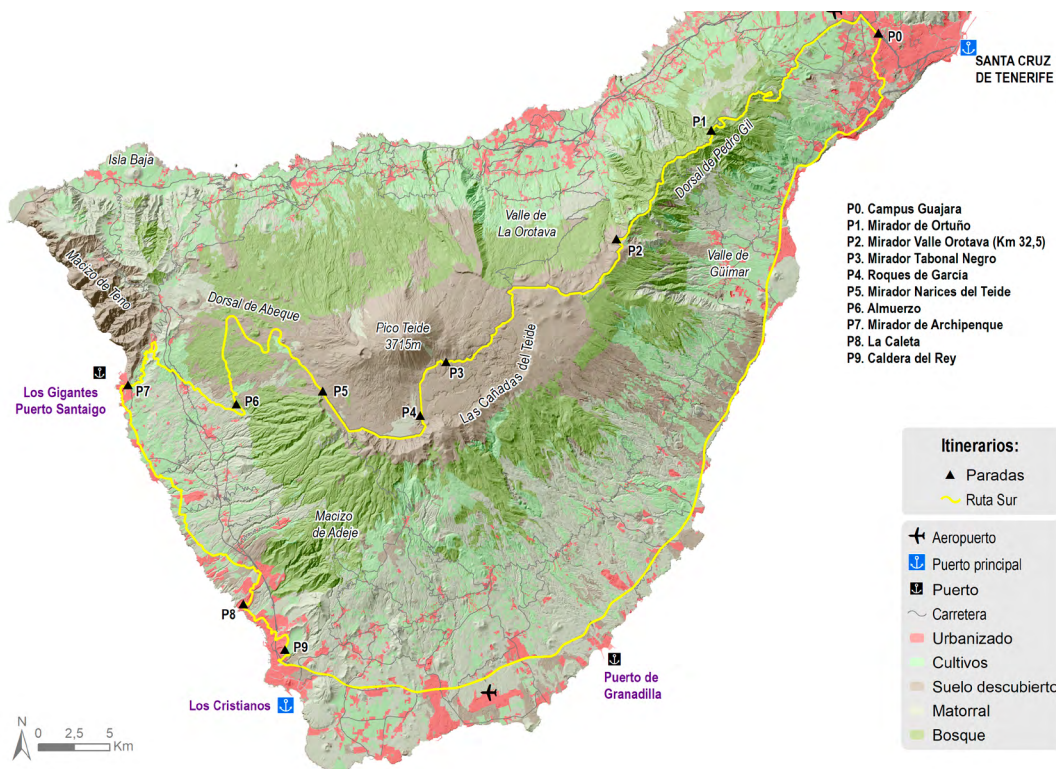 P0
SANTA CRUZ
DE TENERIFE
P1
Dorsal de Pedro Gil
Isla Baja
Valle de
La Orotava
P2
Valle de
Güimar
P0. Campus Guajara
P1. Mirador de Ortuño
P2. Mirador Valle Orotava (Km 32,5)
P3. Mirador Tabonal Negro
P4. Roques de García
P5. Mirador Narices del Teide
P6. Almuerzo
P7. Mirador de Archipenque
P8. La Caleta
P9. Caldera del Rey
Macizo de Teno
Dorsal de Abeque
Pico Teide
3715m
P3
Las Cañadas del Teide
Los Gigantes
Puerto Santaigo
P7
P6
P5
P4
Macizo
de Adeje
P8
P9
Los Cristianos
Puerto de
Granadilla
Itinerarios:
Paradas
Ruta Sur
Aeropuerto
Puerto principal
Puerto
Carretera
Urbanizado
Cultivos
Suelo descubierto
Matorral
Bosque
N
0 2,5 5
Km